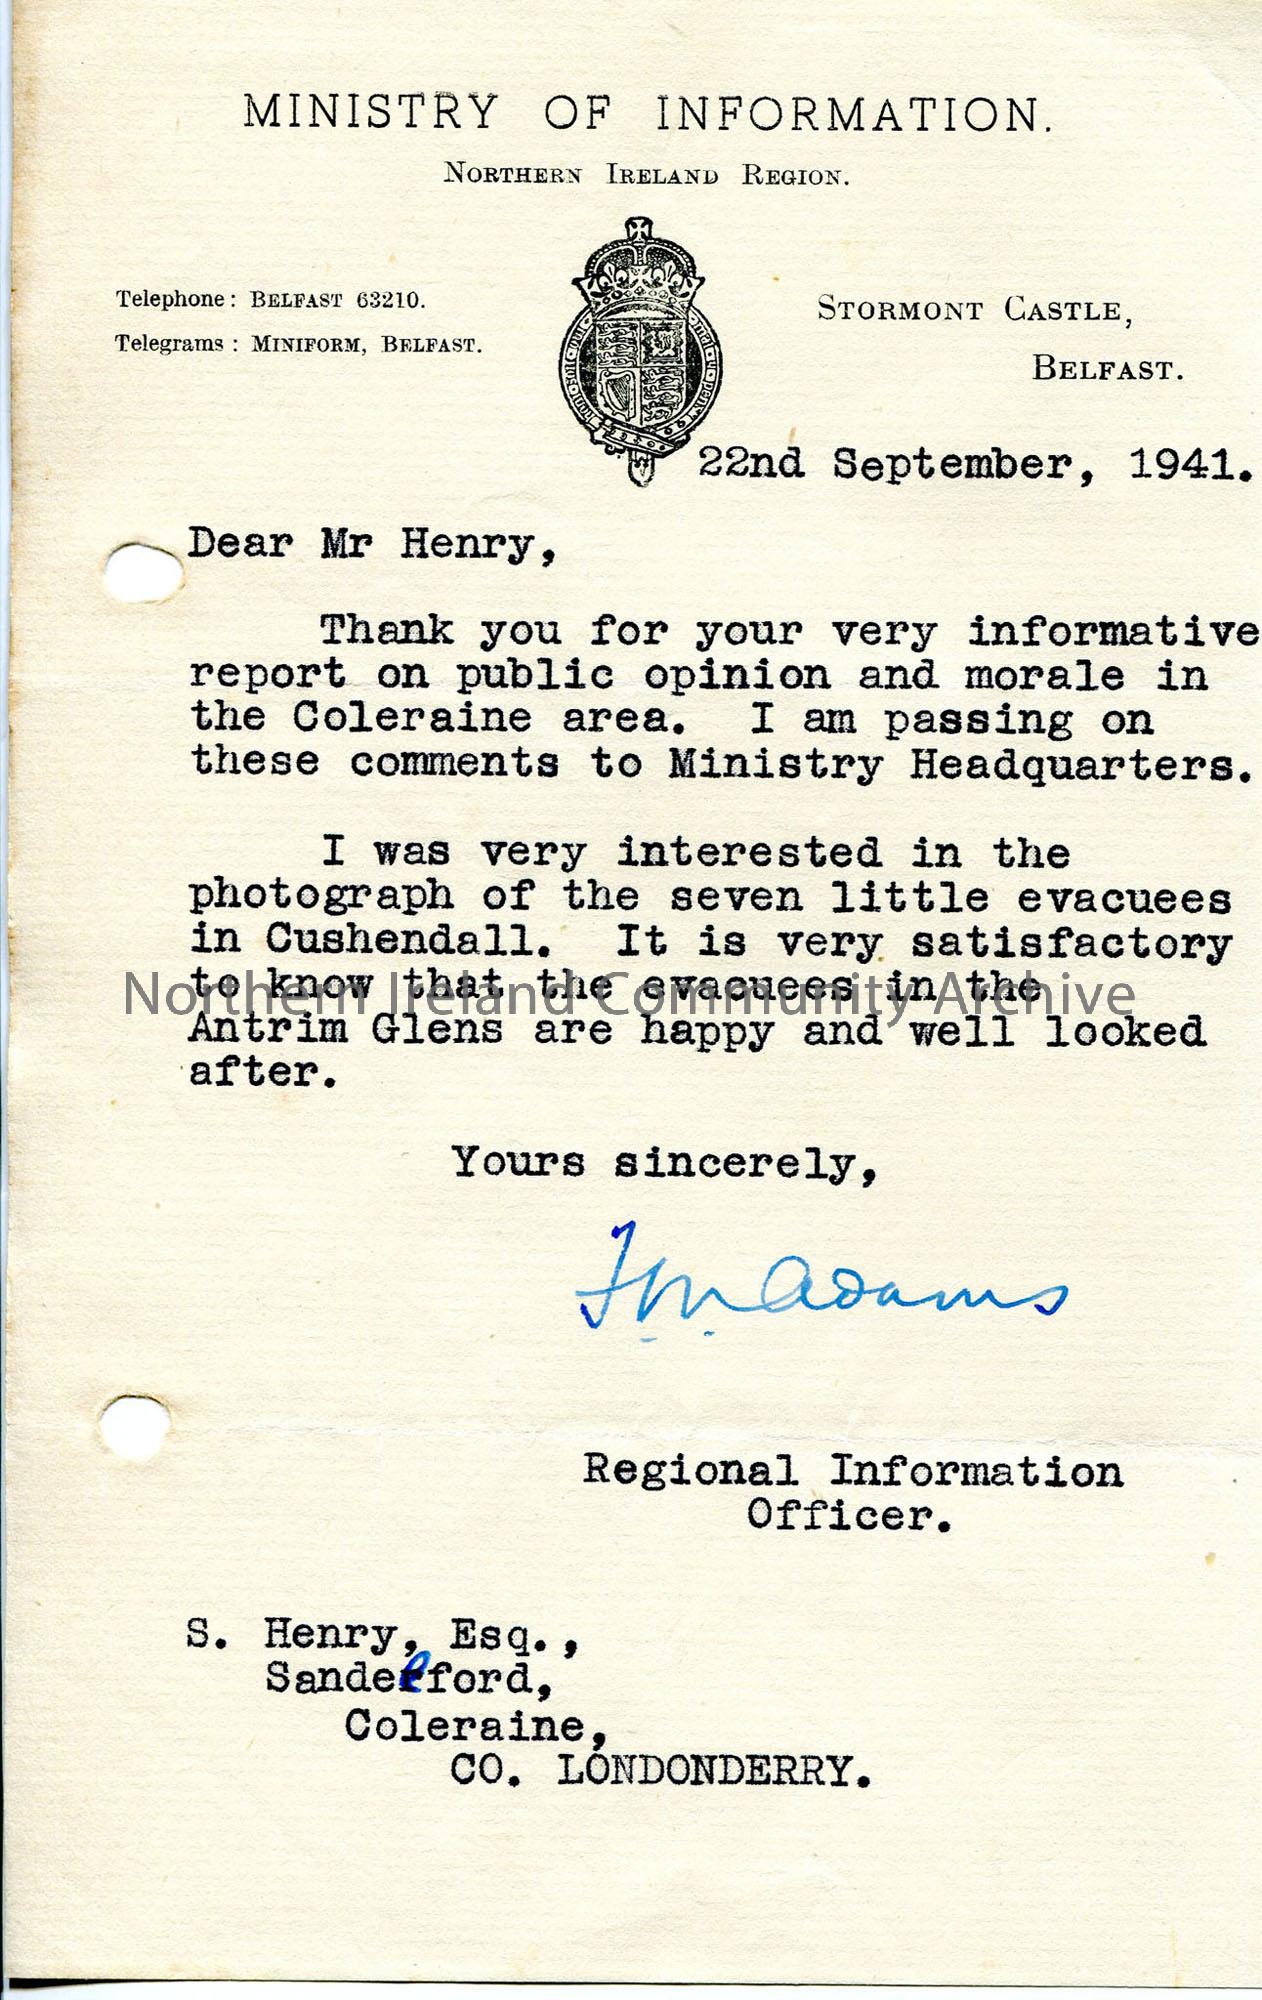 MINISTRY OF INFORMATION.
NORTHERN IRELAND REGION.
Telephone: BELFAST 63210.
Telegrams: MINIFORM, BELFAST.
STORMONT CASTLE,
BELFAST.
22nd September, 1941.
Dear Mr Henry,
Thank you for your very informative
report on public opinion and morale in
the Coleraine area. I am passing on
these comments to Ministry Headquarters.
I was very interested in the
photograph of the seven little evacuees
in Cushendall. It is very satisfactory
to know that the evacuees in the
Northern Ireland Community Archive
Antrim Glens are happy and well looked
after.
Yours sincerely,
F M Adams
Regional Information
Officer.
S. Henry, Esq.,
Sandelford,
Coleraine,
CO. LONDONDERRY.